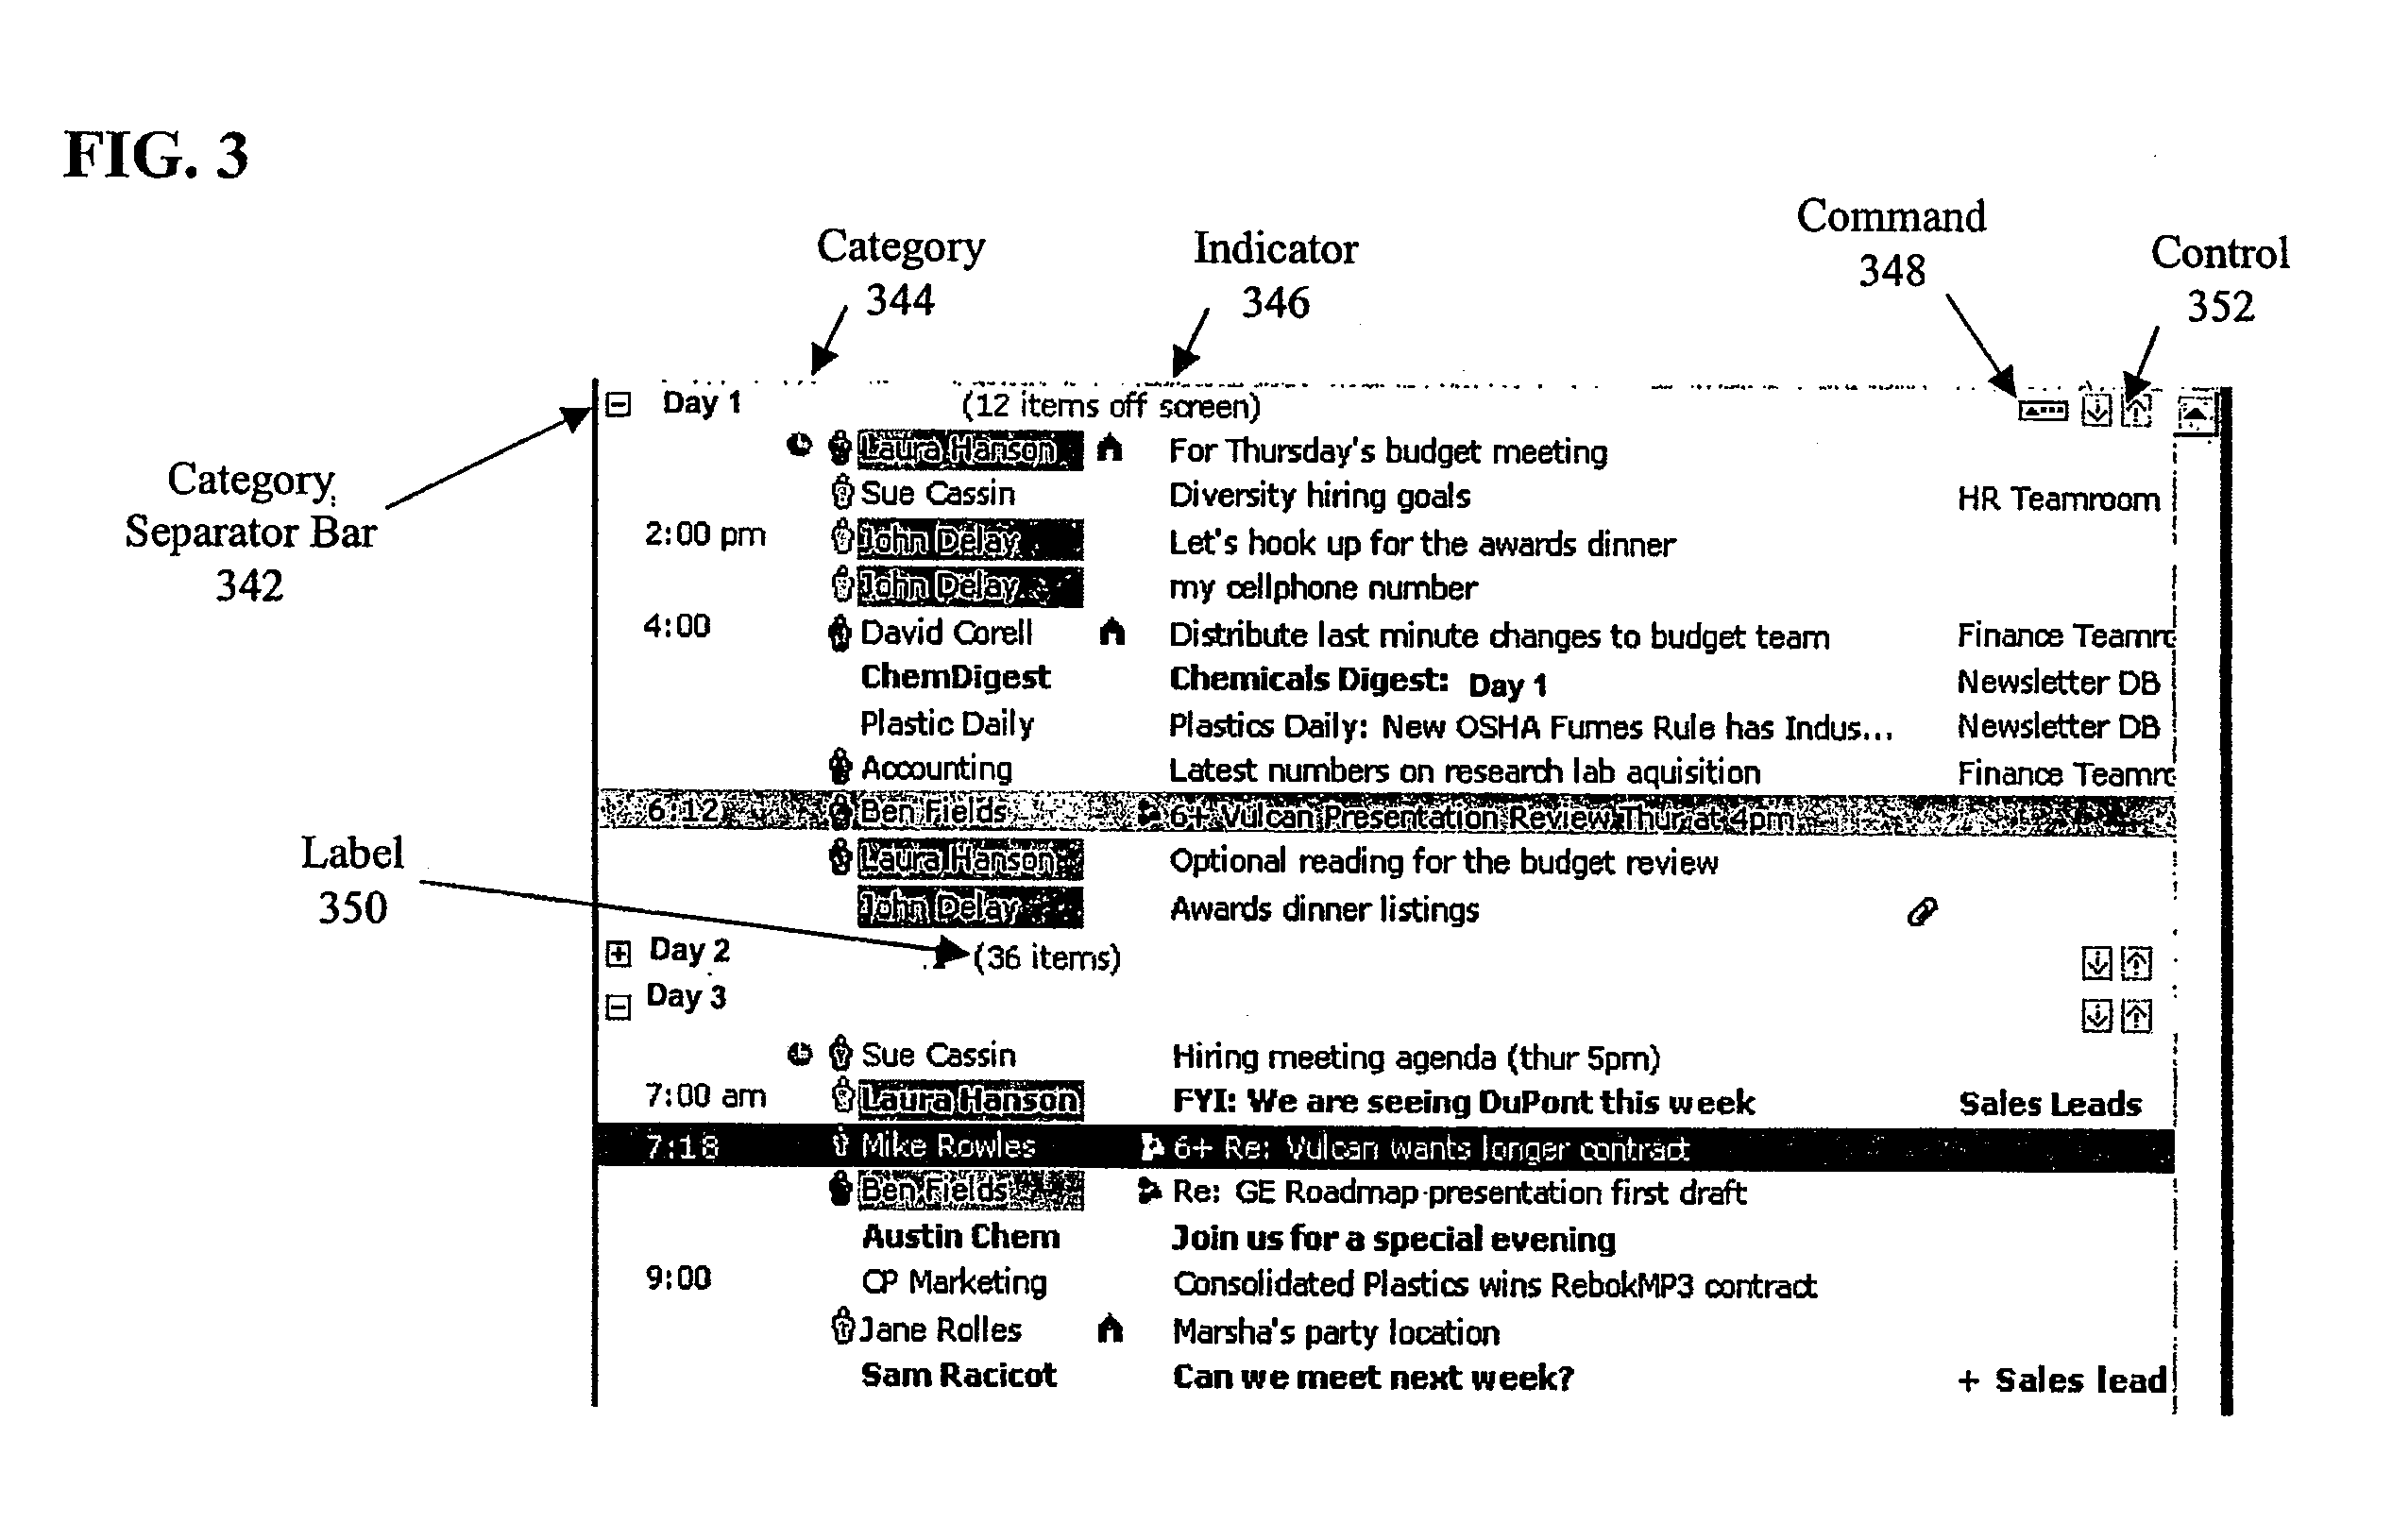 FIG. 3
Command
348
Control
352
Category
344
Indicator
346
Day 1 (12 items off screen)
Laura Hanson For Thursday's budget meeting
Category
Separator Bar
342
Sue Cassin Diversity hiring goals HR Teamroom
2:00 pm John Delay Let's hook up for the awards dinner
John Delay my cellphone number
4:00 David Corell Distribute last minute changes to budget team Finance Teamrc
ChemDigest Chemicals Digest: Day 1 Newsletter DB
Plastic Daily Plastics Daily: New OSHA Fumes Rule has Indus... Newsletter DB
Accounting Latest numbers on research lab aquisition Finance Teamrc
6:12 Ben Fields 6+ Vulcan Presentation Review Thur at 4pm
Label
350
Laura Hanson Optional reading for the budget review
John Delay Awards dinner listings
Day 2 (36 items)
Day 3
Sue Cassin Hiring meeting agenda (thur 5pm)
7:00 am Laura Hanson FYI: We are seeing DuPont this week Sales Leads
7:18 Mike Rowles 6+ Re: Vulcan wants longer contract
Ben Fields Re: GE Roadmap presentation first draft
Austin Chem Join us for a special evening
9:00 CP Marketing Consolidated Plastics wins RebokMP3 contract
Jane Rolles Marsha's party location
Sam Racicot Can we meet next week? + Sales lead